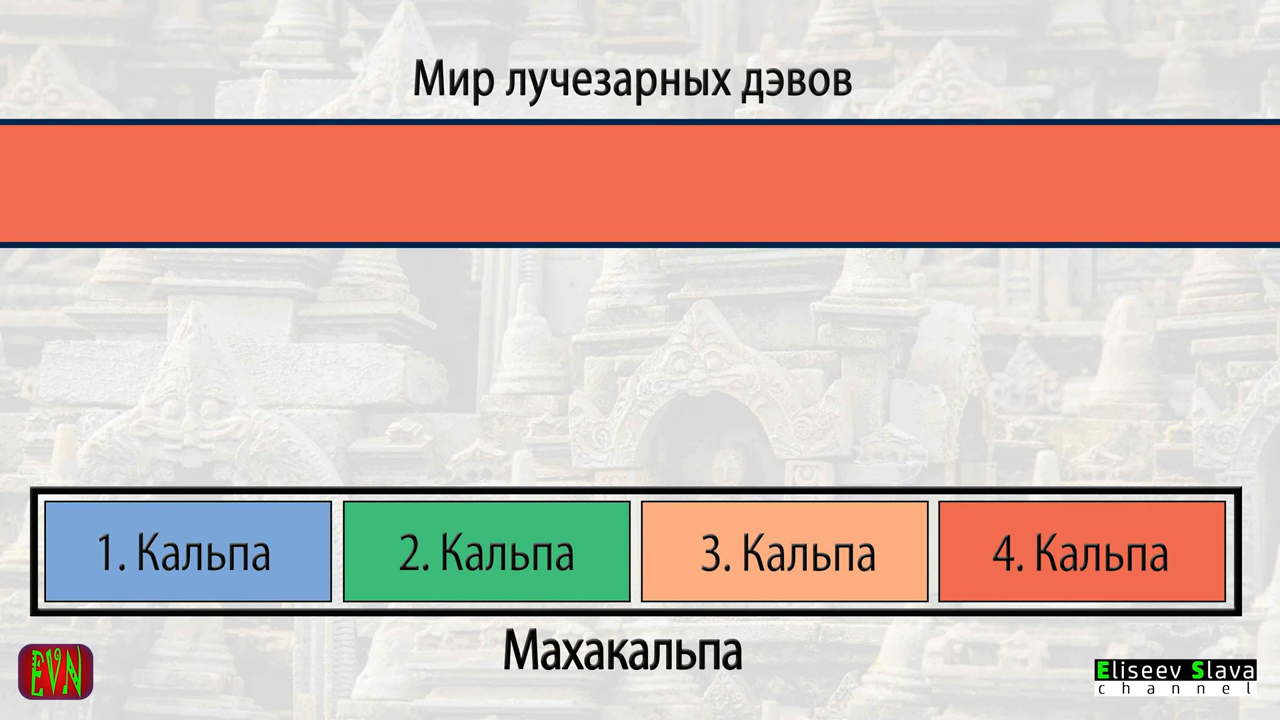 Мир лучезарных дэвов
1. Кальпа
2. Кальпа
3. Кальпа
4. Кальпа
Махакальпа
EVN
Eliseev Slava
channel